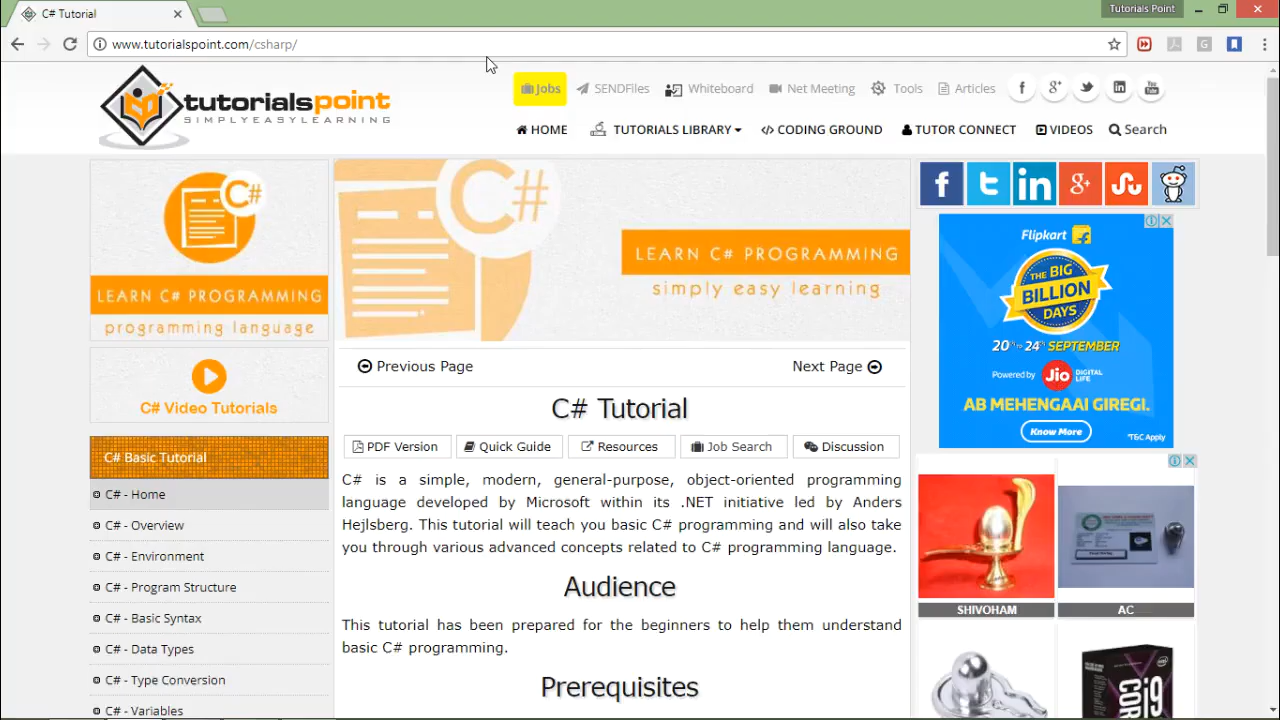 C# Tutorial
Tutorials Point
www.tutorialspoint.com/csharp/
tutorialspoint
SIMPLYEASYLEARNING
Jobs
SENDFiles
Whiteboard
Net Meeting
Tools
Articles
HOME
TUTORIALS LIBRARY
CODING GROUND
TUTOR CONNECT
VIDEOS
Search
C#
LEARN C# PROGRAMMING
programming language
C# Video Tutorials
C# Basic Tutorial
C# - Home
C# - Overview
C# - Environment
C# - Program Structure
C# - Basic Syntax
C# - Data Types
C# - Type Conversion
C# - Variables
C#
LEARN C# PROGRAMMING
simply easy learning
Previous Page
Next Page
C# Tutorial
PDF Version
Quick Guide
Resources
Job Search
Discussion
C# is a simple, modern, general-purpose, object-oriented programming
language developed by Microsoft within its .NET initiative led by Anders
Hejlsberg. This tutorial will teach you basic C# programming and will also take
you through various advanced concepts related to C# programming language.
Audience
This tutorial has been prepared for the beginners to help them understand
basic C# programming.
Prerequisites
Flipkart
THE BIG
BILLION
DAYS
20TH TO 24TH SEPTEMBER
Powered by Jio DIGITAL LIFE
AB MEHENGAAI GIREGI.
Know More
*T&C Apply
SHIVOHAM
AC
CORE i9